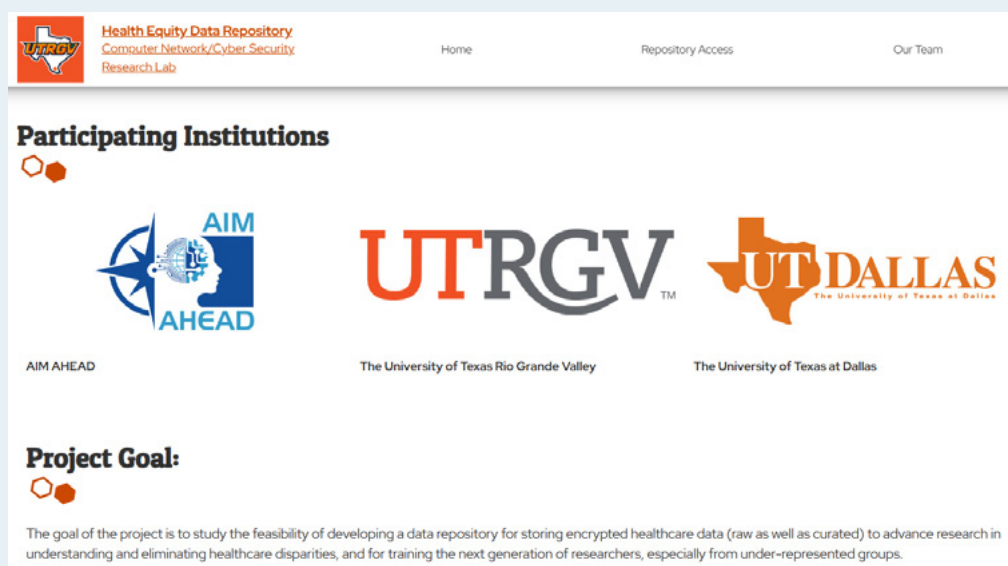 UTRGV
Health Equity Data Repository
Computer Network/Cyber Security
Research Lab
Home
Repository Access
Our Team
Participating Institutions
AIM
AHEAD
UTRGV™
UT DALLAS
The University of Texas at Dallas
AIM AHEAD
The University of Texas Rio Grande Valley
The University of Texas at Dallas
Project Goal:
The goal of the project is to study the feasibility of developing a data repository for storing encrypted healthcare data (raw as well as curated) to advance research in
understanding and eliminating healthcare disparities, and for training the next generation of researchers, especially from under-represented groups.